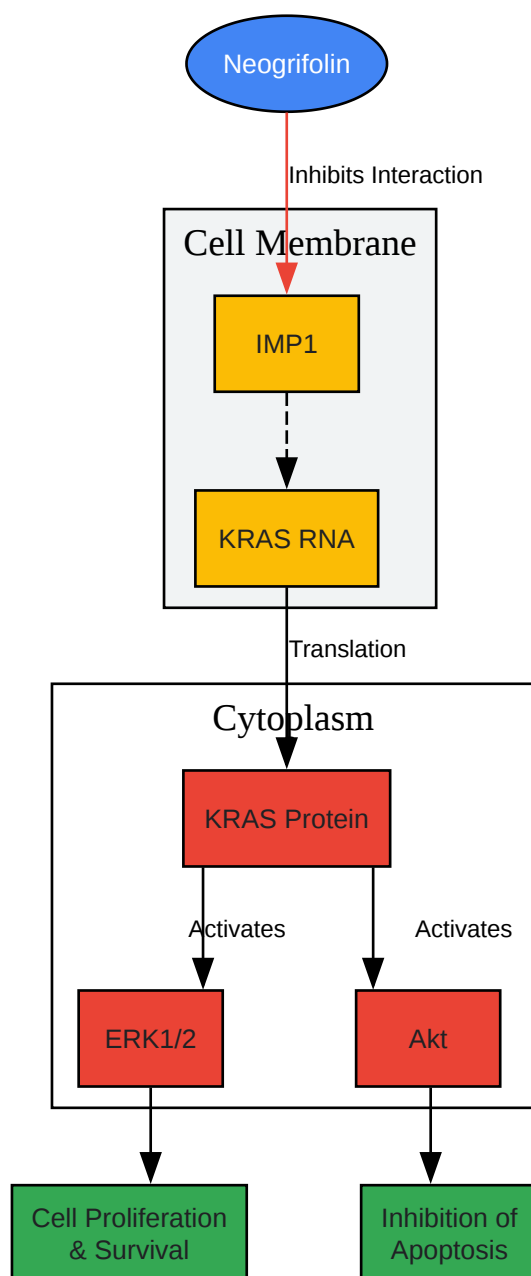 Neogrifolin
Inhibits Interaction
Cell Membrane
IMP1
KRAS RNA
Translation
Cytoplasm
KRAS Protein
Activates
Activates
ERK1/2
Akt
Cell Proliferation
& Survival
Inhibition of
Apoptosis